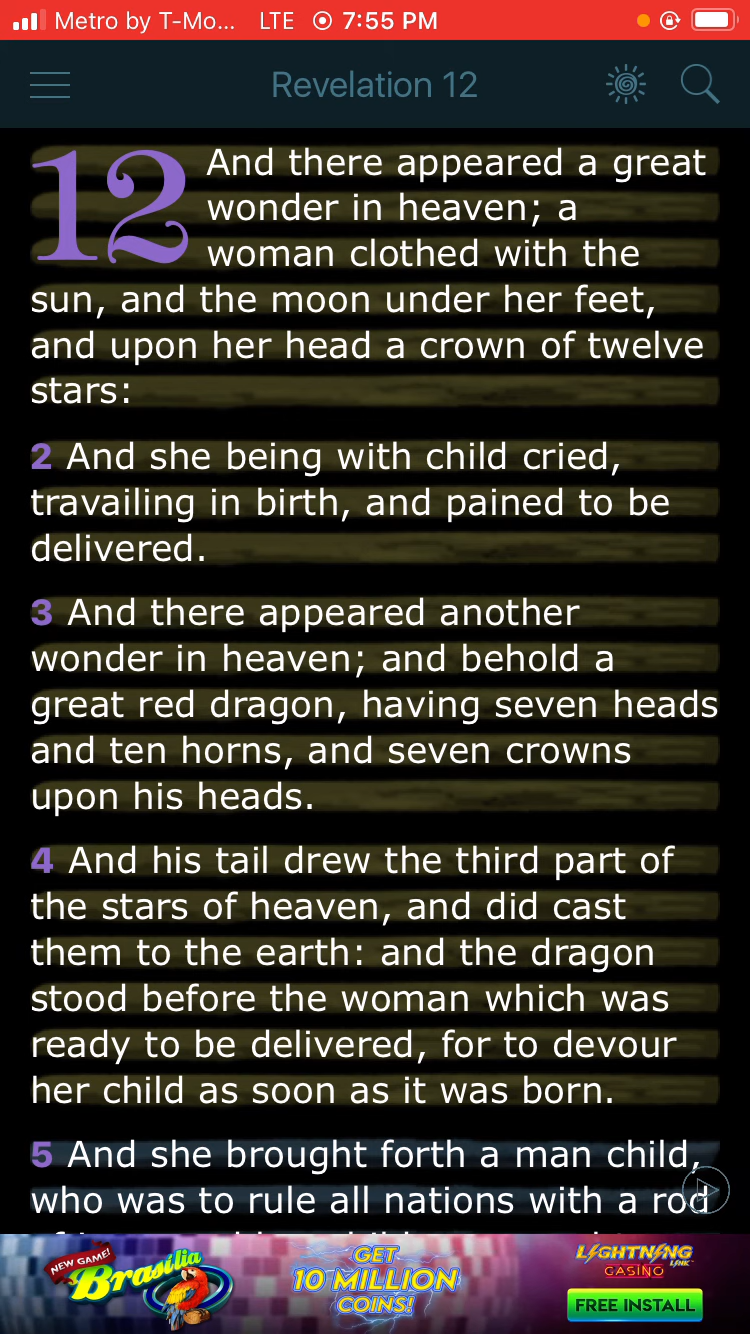 Metro by T-Mo... LTE 7:55 PM
Revelation 12
12 And there appeared a great
wonder in heaven; a
woman clothed with the
sun, and the moon under her feet,
and upon her head a crown of twelve
stars:
2 And she being with child cried,
travailing in birth, and pained to be
delivered.
3 And there appeared another
wonder in heaven; and behold a
great red dragon, having seven heads
and ten horns, and seven crowns
upon his heads.
4 And his tail drew the third part of
the stars of heaven, and did cast
them to the earth: and the dragon
stood before the woman which was
ready to be delivered, for to devour
her child as soon as it was born.
5 And she brought forth a man child,
who was to rule all nations with a rod
NEW GAME!
Brasília
GET
10 MILLION
COINS!
LIGHTNING
LINK
CASINO
FREE INSTALL